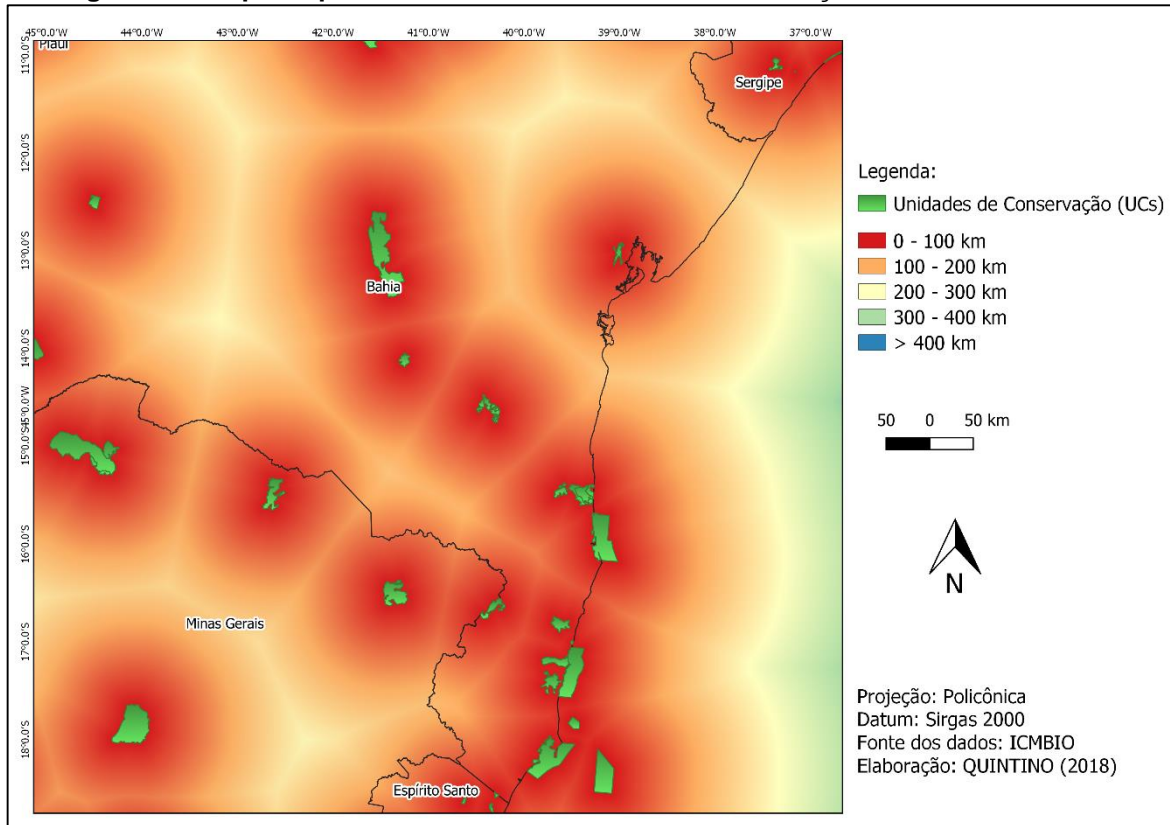 45°0.0'W 44°0.0'W 43°0.0'W 42°0.0'W 41°0.0'W 40°0.0'W 39°0.0'W 38°0.0'W 37°0.0'W
11°0.0'S
12°0.0'S
13°0.0'S
14°0.0'S
15°0.0'S45°0.0'W
16°0.0'S
17°0.0'S
18°0.0'S
Piauí
Sergipe
Bahia
Minas Gerais
Espírito Santo
Legenda:
Unidades de Conservação (UCs)
0 - 100 km
100 - 200 km
200 - 300 km
300 - 400 km
> 400 km
50 0 50 km
N
Projeção: Policônica
Datum: Sirgas 2000
Fonte dos dados: ICMBIO
Elaboração: QUINTINO (2018)